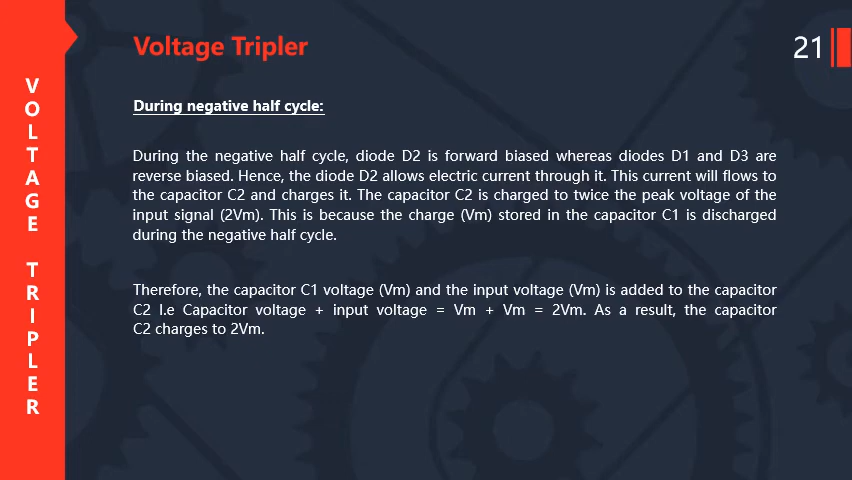 Voltage Tripler
21
VOLTAGE TRIPLER
During negative half cycle:
During the negative half cycle, diode D2 is forward biased whereas diodes D1 and D3 are
reverse biased. Hence, the diode D2 allows electric current through it. This current will flows to
the capacitor C2 and charges it. The capacitor C2 is charged to twice the peak voltage of the
input signal (2Vm). This is because the charge (Vm) stored in the capacitor C1 is discharged
during the negative half cycle.
Therefore, the capacitor C1 voltage (Vm) and the input voltage (Vm) is added to the capacitor
C2 I.e Capacitor voltage + input voltage = Vm + Vm = 2Vm. As a result, the capacitor
C2 charges to 2Vm.